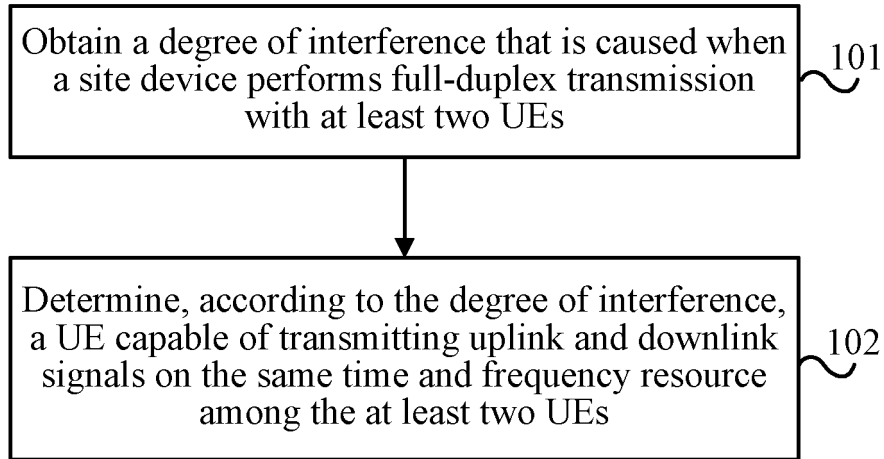 Obtain a degree of interference that is caused when
a site device performs full-duplex transmission
with at least two UEs
101
Determine, according to the degree of interference,
a UE capable of transmitting uplink and downlink
signals on the same time and frequency resource
among the at least two UEs
102